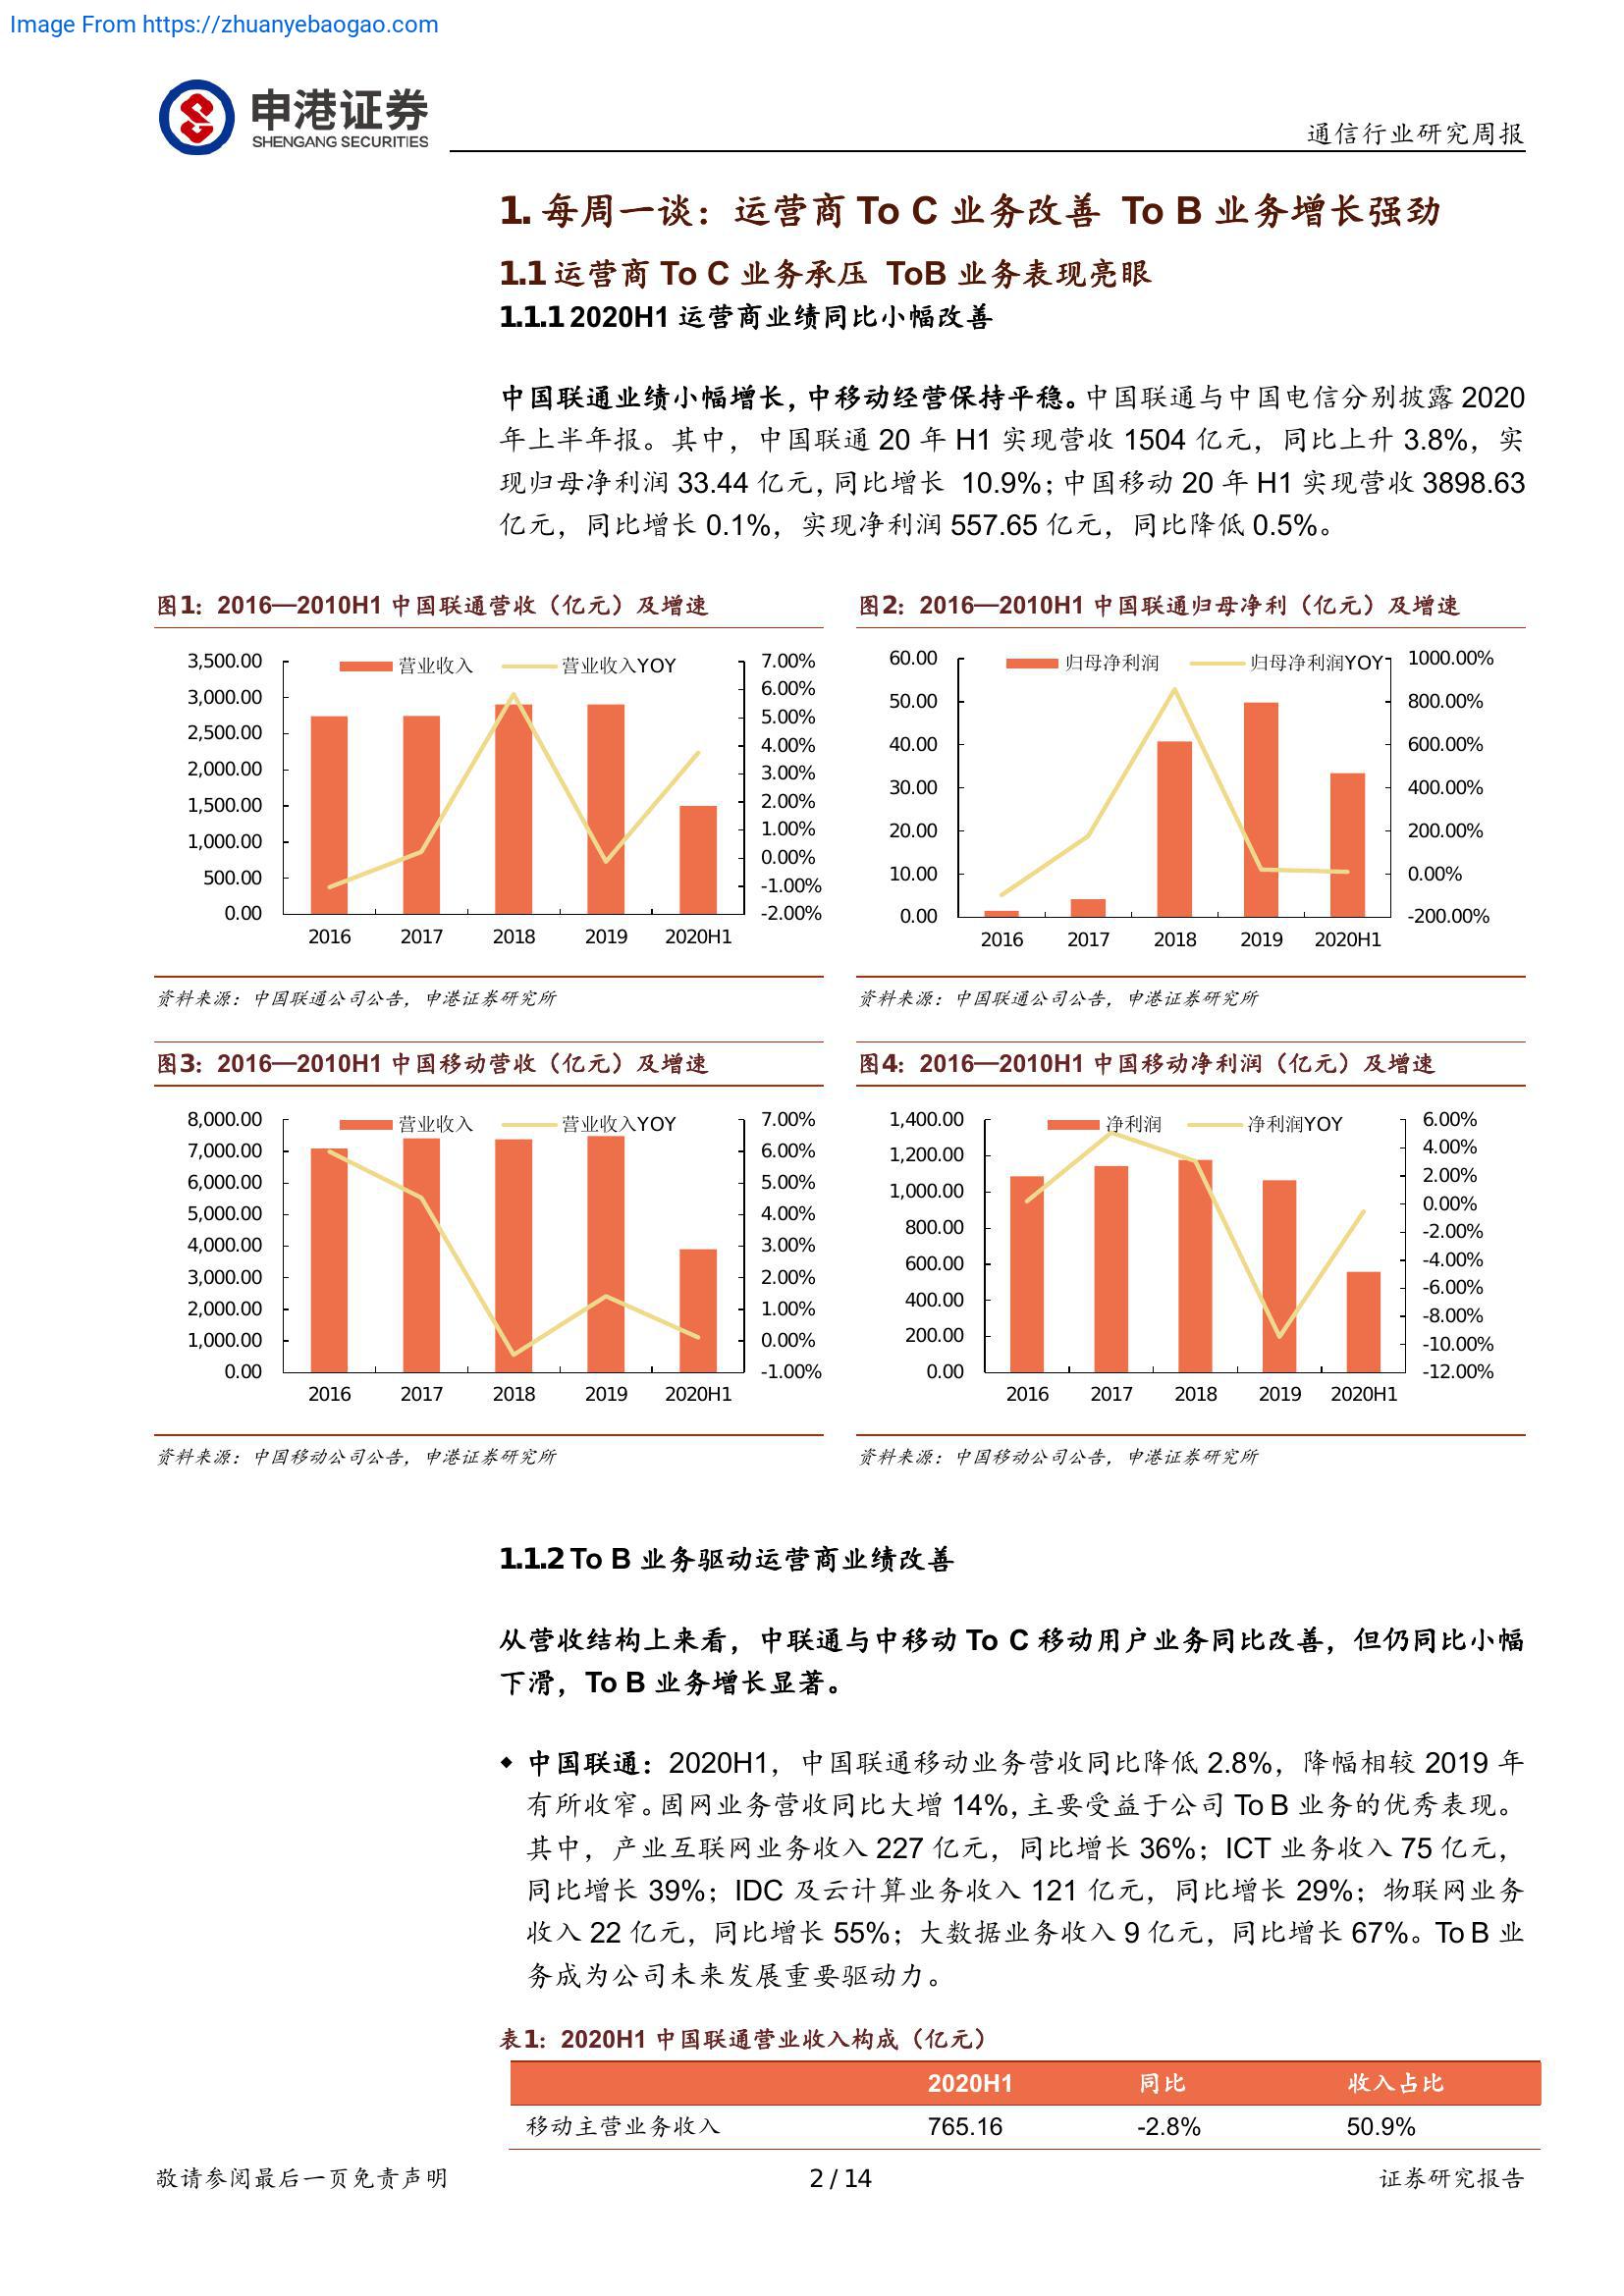 Image From https://zhuanyebaogao.com
申港证券
SHENGANG SECURITIES
通信行业研究周报
1. 每周一谈：运营商 To C 业务改善 To B 业务增长强劲
1.1 运营商 To C 业务承压 ToB 业务表现亮眼
1.1.1 2020H1 运营商业绩同比小幅改善
中国联通业绩小幅增长，中移动经营保持平稳。中国联通与中国电信分别披露 2020
年上半年报。其中，中国联通 20 年 H1 实现营收 1504 亿元，同比上升 3.8%，实
现归母净利润 33.44 亿元，同比增长 10.9%；中国移动 20 年 H1 实现营收 3898.63
亿元，同比增长 0.1%，实现净利润 557.65 亿元，同比降低 0.5%。
图1：2016—2010H1 中国联通营收（亿元）及增速
营业收入 营业收入YOY
3,500.00
3,000.00
2,500.00
2,000.00
1,500.00
1,000.00
500.00
0.00
7.00%
6.00%
5.00%
4.00%
3.00%
2.00%
1.00%
0.00%
-1.00%
-2.00%
2016 2017 2018 2019 2020H1
资料来源：中国联通公司公告，申港证券研究所
图2：2016—2010H1 中国联通归母净利（亿元）及增速
归母净利润 归母净利润YOY
60.00
50.00
40.00
30.00
20.00
10.00
0.00
1000.00%
800.00%
600.00%
400.00%
200.00%
0.00%
-200.00%
2016 2017 2018 2019 2020H1
资料来源：中国联通公司公告，申港证券研究所
图3：2016—2010H1 中国移动营收（亿元）及增速
营业收入 营业收入YOY
8,000.00
7,000.00
6,000.00
5,000.00
4,000.00
3,000.00
2,000.00
1,000.00
0.00
7.00%
6.00%
5.00%
4.00%
3.00%
2.00%
1.00%
0.00%
-1.00%
2016 2017 2018 2019 2020H1
资料来源：中国移动公司公告，申港证券研究所
图4：2016—2010H1 中国移动净利润（亿元）及增速
净利润 净利润YOY
1,400.00
1,200.00
1,000.00
800.00
600.00
400.00
200.00
0.00
6.00%
4.00%
2.00%
0.00%
-2.00%
-4.00%
-6.00%
-8.00%
-10.00%
-12.00%
2016 2017 2018 2019 2020H1
资料来源：中国移动公司公告，申港证券研究所
1.1.2 To B 业务驱动运营商业绩改善
从营收结构上来看，中联通与中移动 To C 移动用户业务同比改善，但仍同比小幅
下滑，To B 业务增长显著。
◆ 中国联通：2020H1，中国联通移动业务营收同比降低 2.8%，降幅相较 2019 年
有所收窄。固网业务营收同比大增 14%，主要受益于公司 To B 业务的优秀表现。
其中，产业互联网业务收入 227 亿元，同比增长 36%；ICT 业务收入 75 亿元，
同比增长 39%；IDC 及云计算业务收入 121 亿元，同比增长 29%；物联网业务
收入 22 亿元，同比增长 55%；大数据业务收入 9 亿元，同比增长 67%。To B 业
务成为公司未来发展重要驱动力。
表1：2020H1 中国联通营业收入构成（亿元）
2020H1 同比 收入占比
移动主营业务收入 765.16 -2.8% 50.9%
敬请参阅最后一页免责声明 2 / 14 证券研究报告